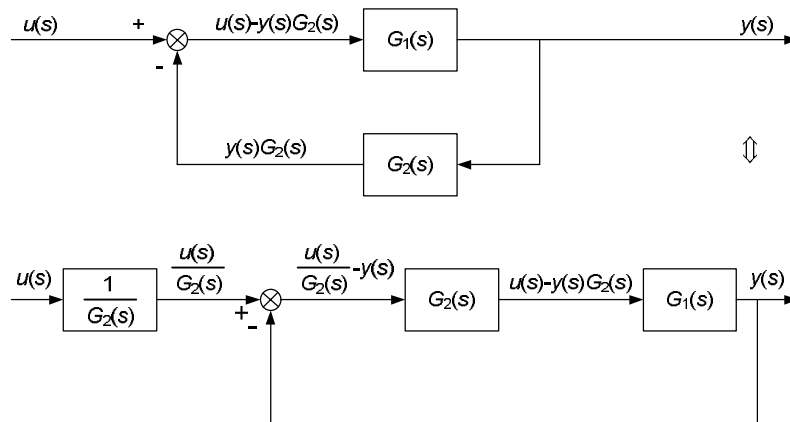 u(s) + u(s)-y(s)G₂(s) G₁(s) y(s)
-
y(s)G₂(s) G₂(s) ⇕
u(s) 1/G₂(s) u(s)/G₂(s) u(s)/G₂(s)-y(s) G₂(s) u(s)-y(s)G₂(s) G₁(s) y(s)
+
-